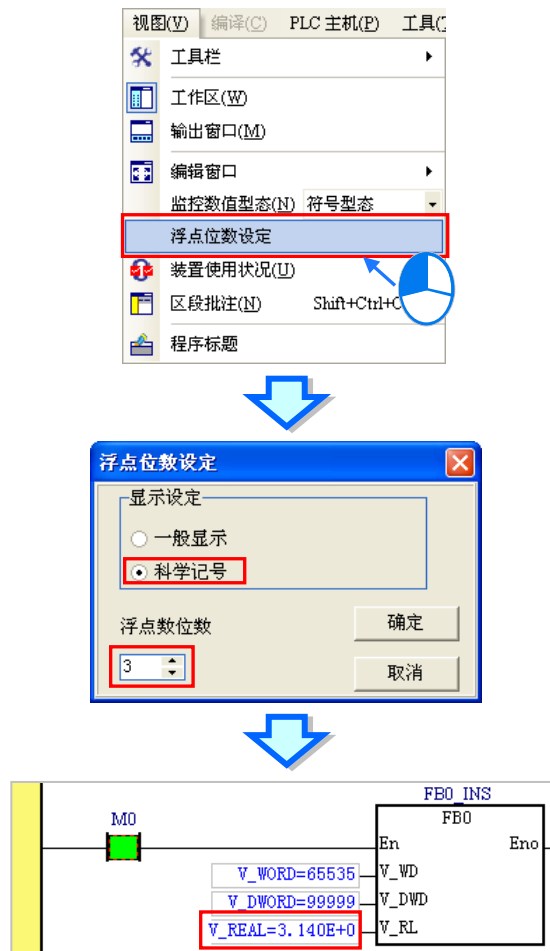 视图(V) 编译(C) PLC 主机(P) 工具(
工具栏
工作区(W)
输出窗口(M)
编辑窗口
监控数值型态(N) 符号型态
浮点位数设定
装置使用状况(U)
区段批注(N) Shift+Ctrl+
程序标题
浮点位数设定
显示设定
一般显示
科学记号
浮点数位数
确定
3
取消
FB0_INS
M0 FB0
En Eno
V_WORD=65535 V_WD
V_DWORD=99999 V_DWD
V_REAL=3.140E+0 V_RL